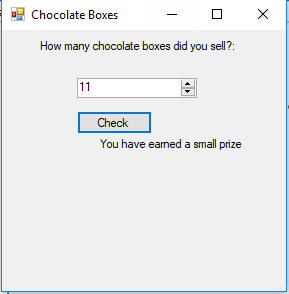 Chocolate Boxes
How many chocolate boxes did you sell?:
11
Check
You have earned a small prize